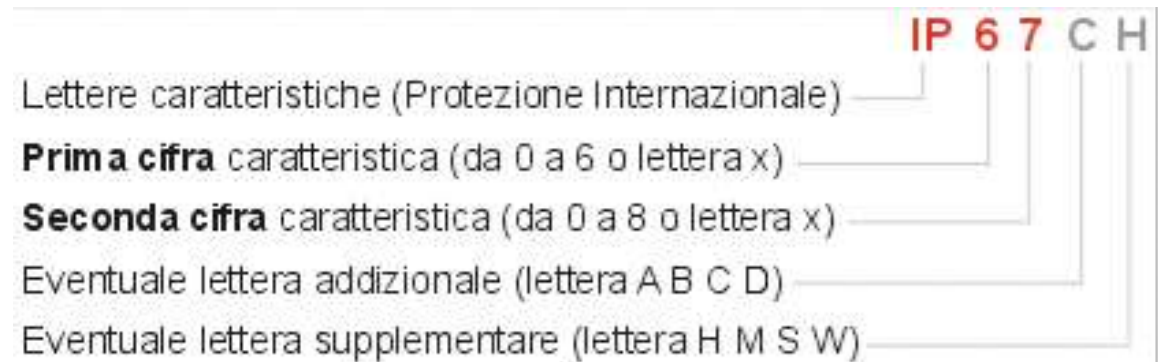 IP 6 7 C H
Lettere caratteristiche (Protezione Internazionale)
Prima cifra caratteristica (da 0 a 6 o lettera x)
Seconda cifra caratteristica (da 0 a 8 o lettera x)
Eventuale lettera addizionale (lettera A B C D)
Eventuale lettera supplementare (lettera H M S W)